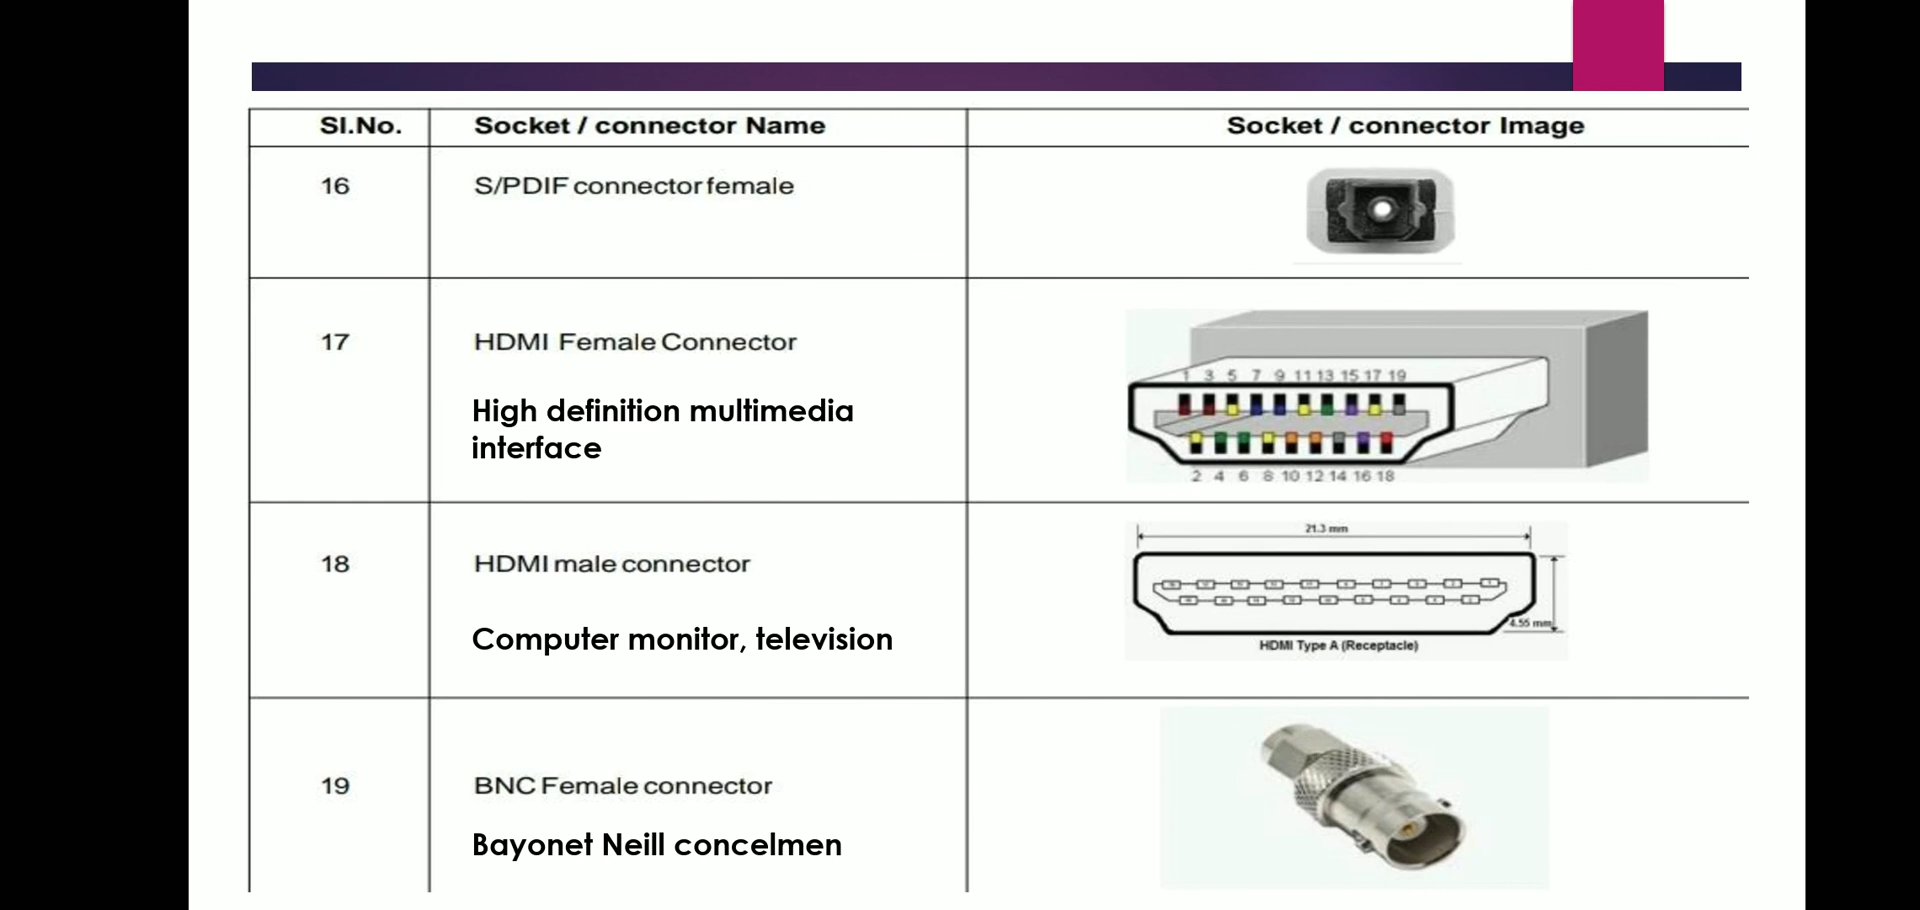 Sl.No. Socket / connector Name Socket / connector Image
16 S/PDIF connector female
17 HDMI Female Connector
High definition multimedia
interface
1 3 5 7 9 11 13 15 17 19
2 4 6 8 10 12 14 16 18
18 HDMI male connector
Computer monitor, television
21.3 mm
4.55 mm
HDMI Type A (Receptacle)
19 BNC Female connector
Bayonet Neill concelmen